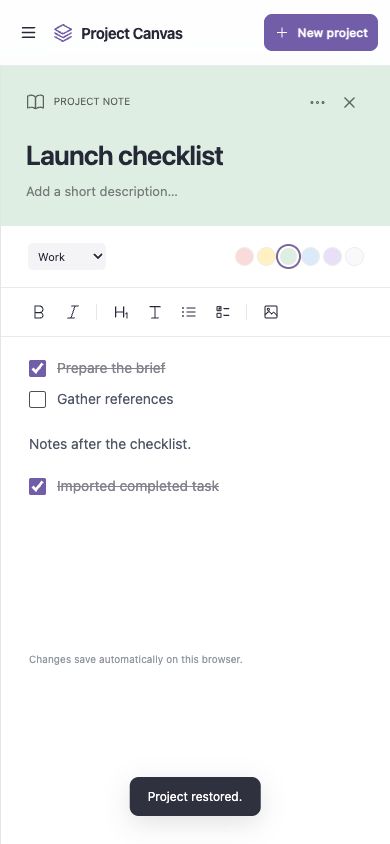 Project Canvas
+ New project
PROJECT NOTE
Launch checklist
Add a short description...
Work
B I H1 T
Prepare the brief
Gather references
Notes after the checklist.
Imported completed task
Changes save automatically on this browser.
Project restored.